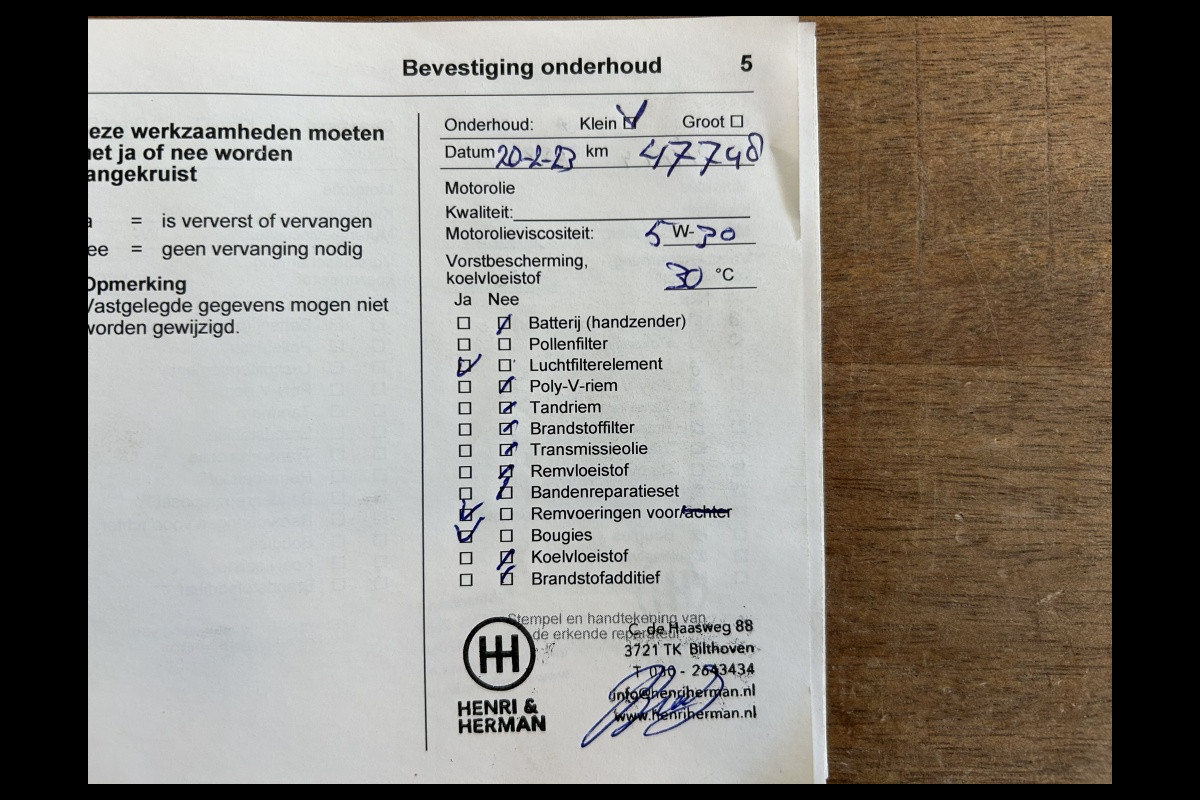 Bevestiging onderhoud 5
eze werkzaamheden moeten
et ja of nee worden
angekruist
= is ververst of vervangen
ee = geen vervanging nodig
Opmerking
Vastgelegde gegevens mogen niet
worden gewijzigd.
Onderhoud: Klein Groot
Datum 20-2-23 km 47748
Motorolie
Kwaliteit:
Motorolieviscositeit: 5 W-30
Vorstbescherming,
koelvloeistof 30 °C
Ja Nee
Batterij (handzender)
Pollenfilter
Luchtfilterelement
Poly-V-riem
Tandriem
Brandstoffilter
Transmissieolie
Remvloeistof
Bandenreparatieset
Remvoeringen voor/achter
Bougies
Koelvloeistof
Brandstofadditief
Stempel en handtekening van
de erkende reparateur
HENRI &
HERMAN
C. de Haasweg 88
3721 TK Bilthoven
T 030 - 2643434
info@henriherman.nl
www.henriherman.nl